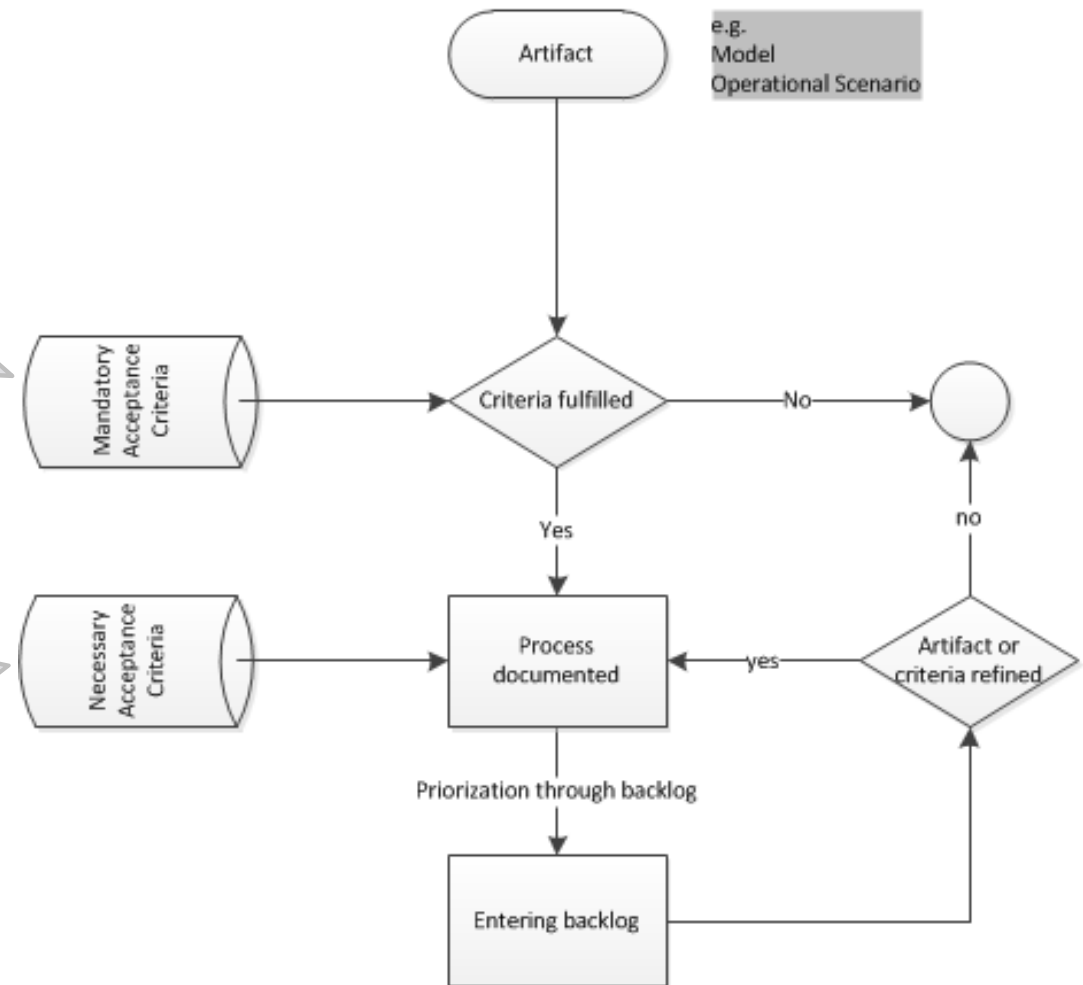 Artifact
e.g.
Model
Operational Scenario
Mandatory
Acceptance
Criteria
Criteria fulfilled
No
Yes
no
Necessary
Acceptance
Criteria
Process
documented
yes
Artifact or
criteria refined
Priorization through backlog
Entering backlog